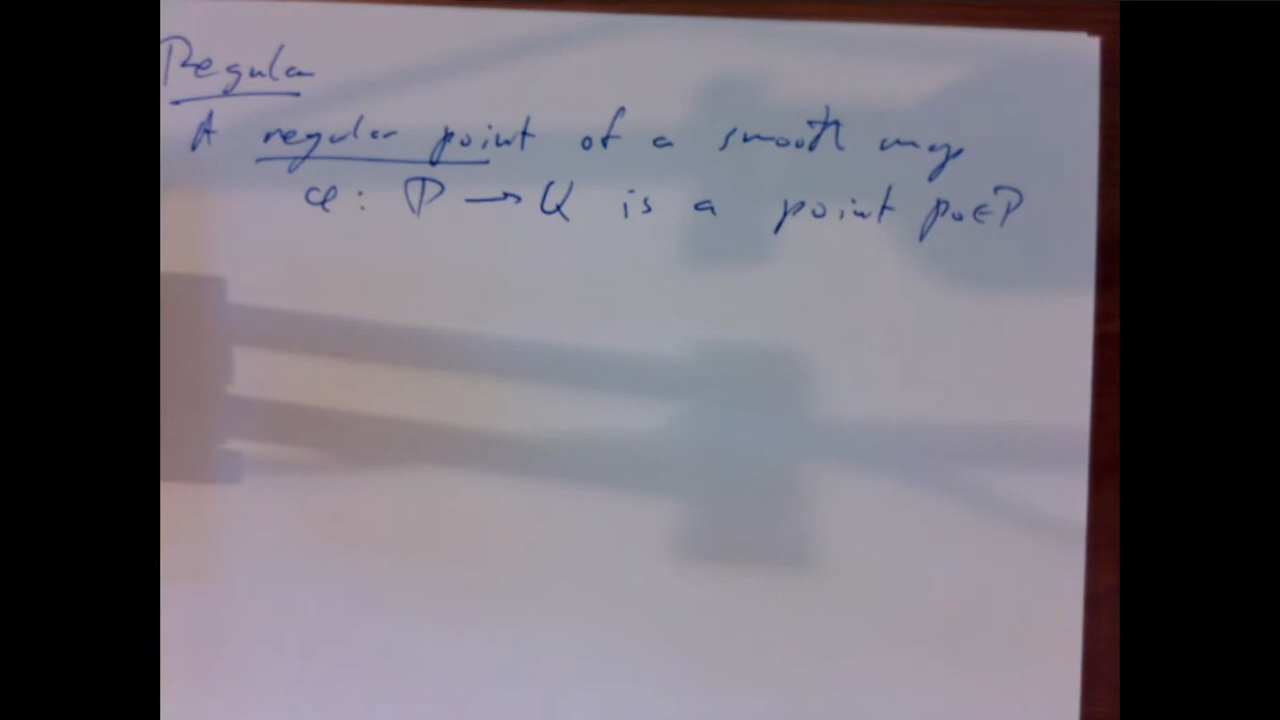 Regula
A regular point of a smooth map
φ: P → Q is a point p₀∈P